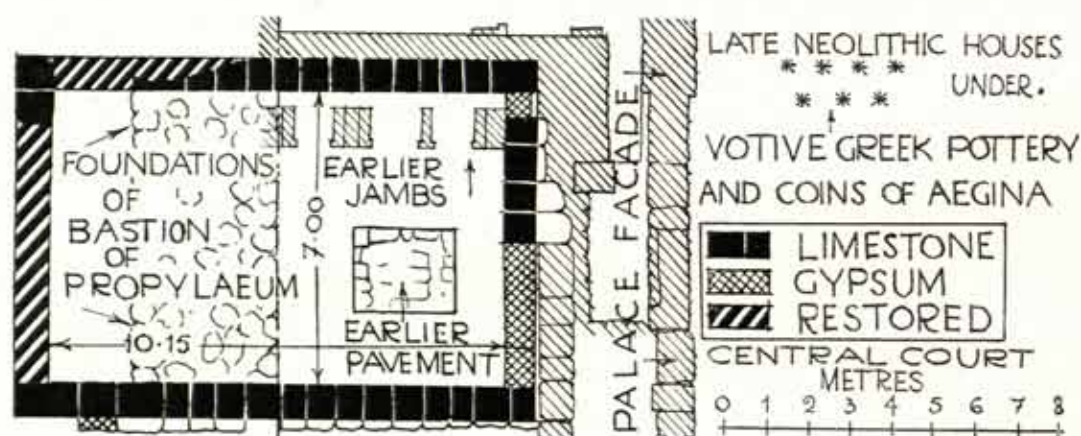 FOUNDATIONS
OF
BASTION
OF
PROPYLAEUM
10·15
7·00
EARLIER
JAMBS
EARLIER
PAVEMENT
PALACE FACADE
LATE NEOLITHIC HOUSES
UNDER.
VOTIVE GREEK POTTERY
AND COINS OF AEGINA
LIMESTONE
GYPSUM
RESTORED
CENTRAL COURT
METRES
0 1 2 3 4 5 6 7 8